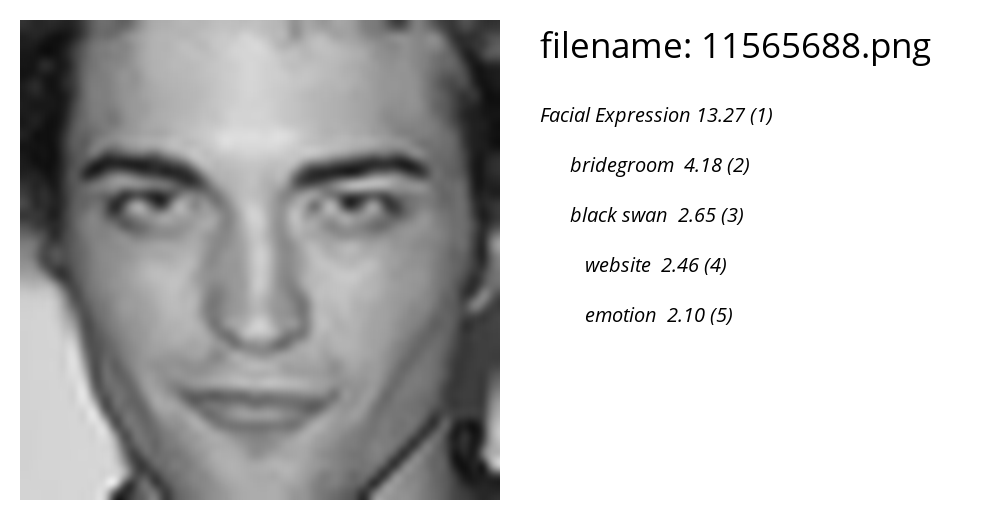 filename: 11565688.png
Facial Expression 13.27 (1)
bridegroom 4.18 (2)
black swan 2.65 (3)
website 2.46 (4)
emotion 2.10 (5)